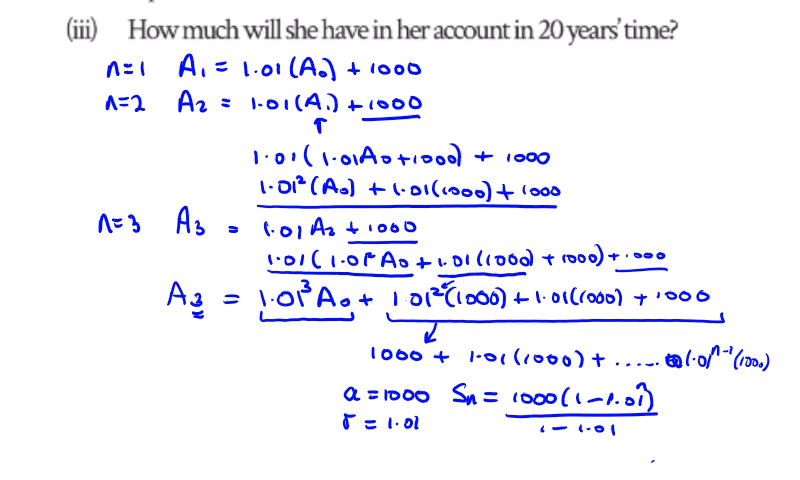 (iii) How much will she have in her account in 20 years' time?
n=1 A₁ = 1.01(A₀) + 1000
n=2 A₂ = 1.01(A₁) + 1000
1.01(1.01A₀+1000) + 1000
1.01²(A₀) + 1.01(1000) + 1000
n=3 A₃ = 1.01A₂ + 1000
1.01(1.01²A₀ + 1.01(1000) + 1000) + 1000
A₃ = 1.01³A₀ + 1.01²(1000) + 1.01(1000) + 1000
1000 + 1.01(1000) + ..... 1.01ⁿ⁻¹(1000)
a = 1000 Sₙ = 1000(1 - 1.01ⁿ)
r = 1.01 1 - 1.01